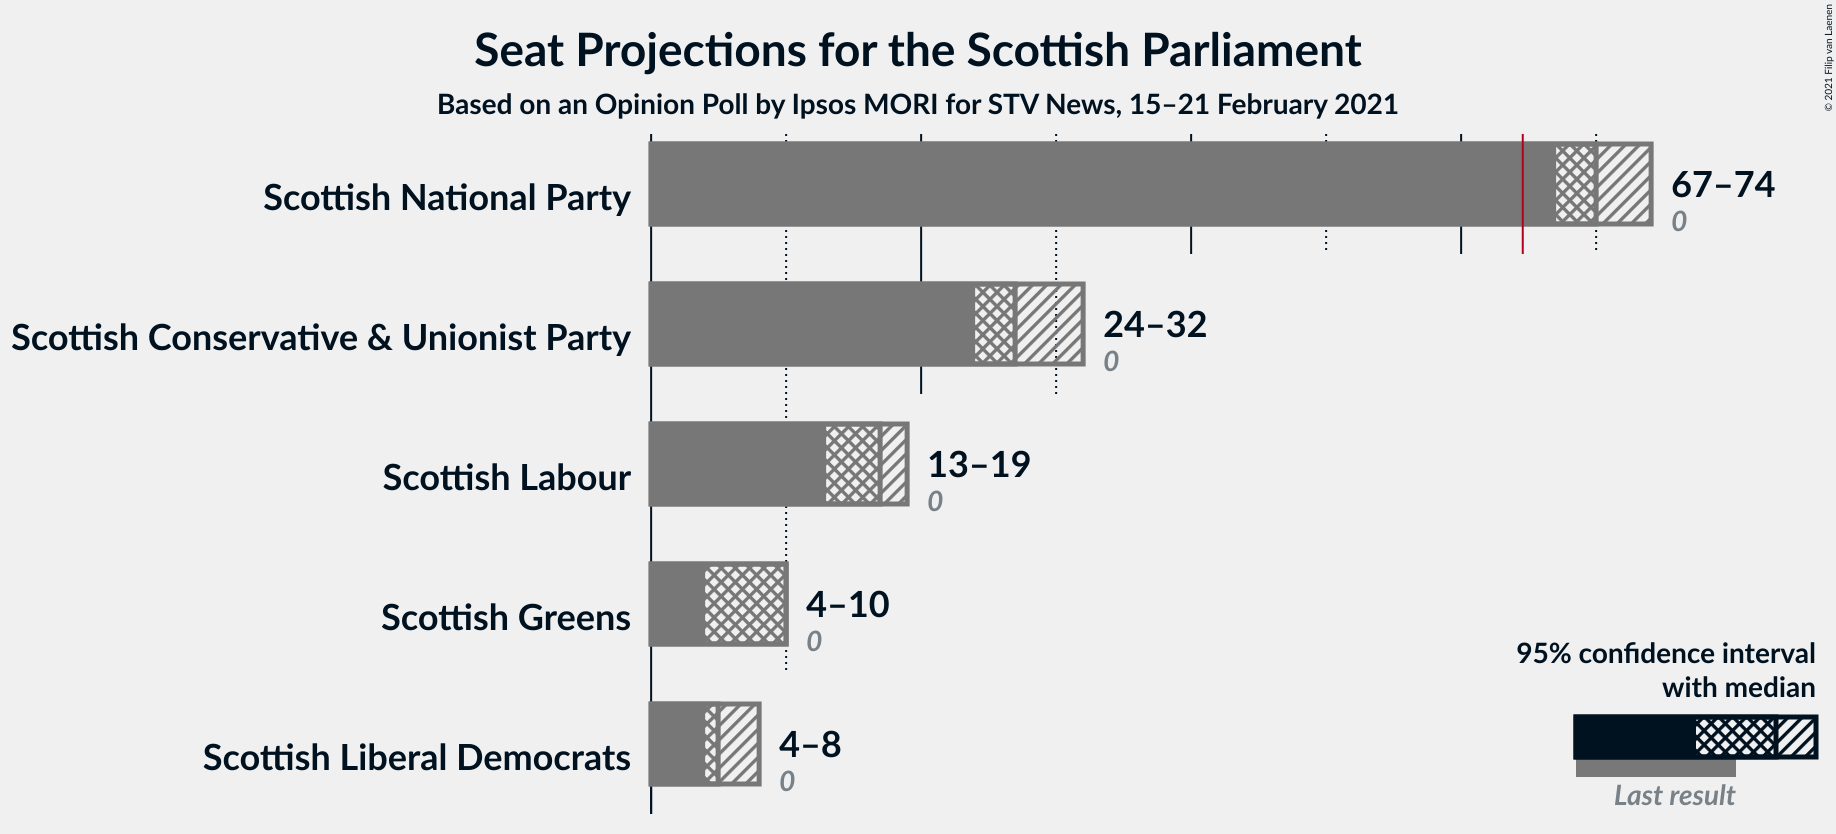 Seat Projections for the Scottish Parliament
Based on an Opinion Poll by Ipsos MORI for STV News, 15–21 February 2021
© 2021 Filip van Laenen
Scottish National Party
67–74
0
Scottish Conservative & Unionist Party
24–32
0
Scottish Labour
13–19
0
Scottish Greens
4–10
0
Scottish Liberal Democrats
4–8
0
95% confidence interval
with median
Last result